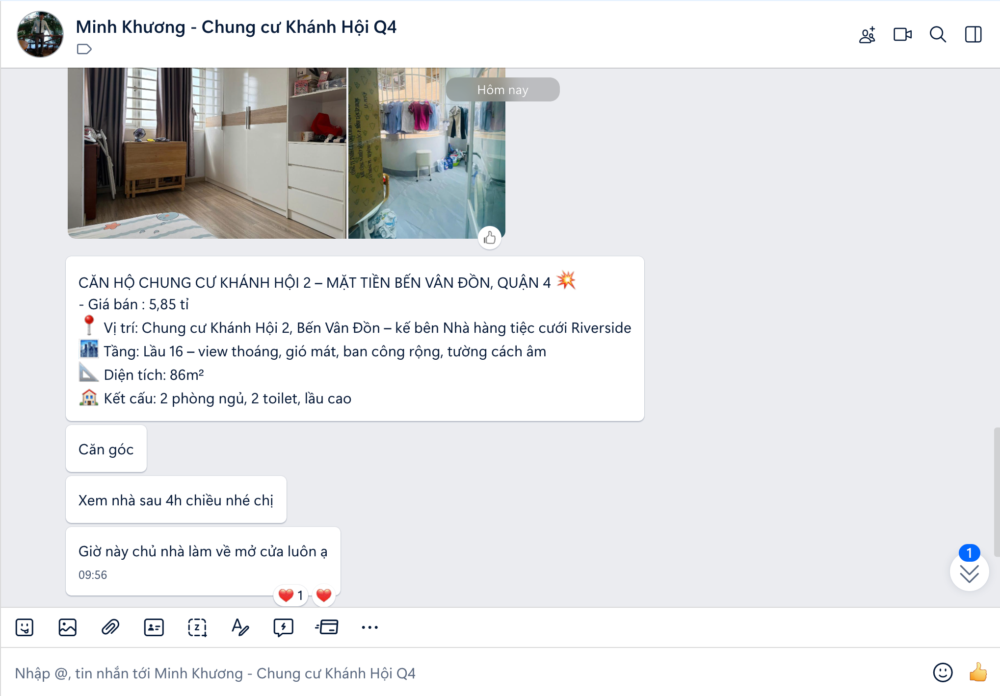 Minh Khương - Chung cư Khánh Hội Q4
Hôm nay
CĂN HỘ CHUNG CƯ KHÁNH HỘI 2 – MẶT TIỀN BẾN VÂN ĐỒN, QUẬN 4 💥
- Giá bán : 5,85 tỉ
📍 Vị trí: Chung cư Khánh Hội 2, Bến Vân Đồn – kế bên Nhà hàng tiệc cưới Riverside
🏙️ Tầng: Lầu 16 – view thoáng, gió mát, ban công rộng, tường cách âm
📐 Diện tích: 86m²
🏠 Kết cấu: 2 phòng ngủ, 2 toilet, lầu cao
Căn góc
Xem nhà sau 4h chiều nhé chị
Giờ này chủ nhà làm về mở cửa luôn ạ
09:56
❤️ 1 ❤️
1
Nhập @, tin nhắn tới Minh Khương - Chung cư Khánh Hội Q4